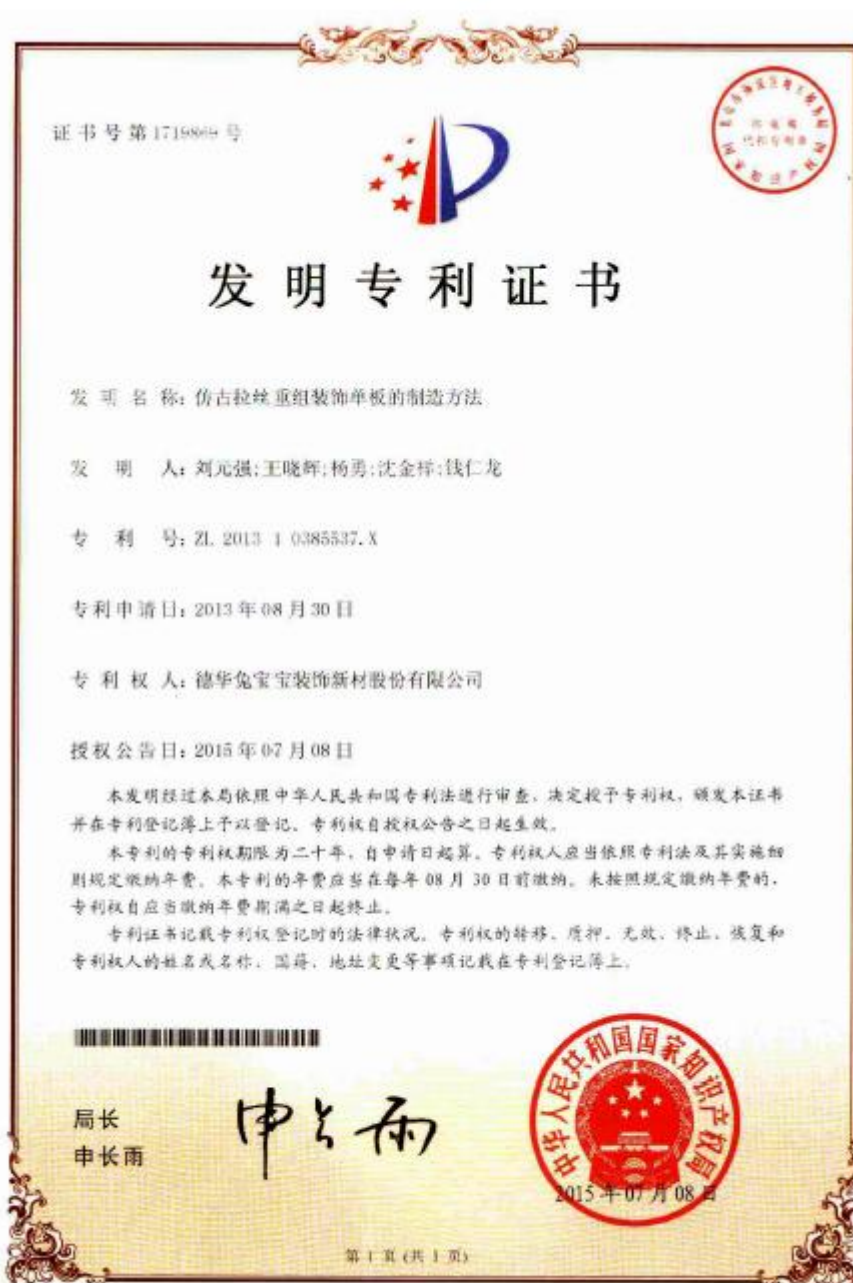 证书号第1719869号
发明专利证书
发明名称：仿古拉丝重组装饰单板的制造方法
发明人：刘元强;王晓辉;杨勇;沈金祥;钱仁龙
专利号：ZL 2013 1 0385537.X
专利申请日：2013年08月30日
专利权人：德华兔宝宝装饰新材股份有限公司
授权公告日：2015年07月08日
本发明经过本局依照中华人民共和国专利法进行审查，决定授予专利权，颁发本证书
并在专利登记簿上予以登记。专利权自授权公告之日起生效。
本专利的专利权期限为二十年，自申请日起算。专利权人应当依照专利法及其实施细
则规定缴纳年费。本专利的年费应当在每年08月30日前缴纳。未按照规定缴纳年费的，
专利权自应当缴纳年费期满之日起终止。
专利证书记载专利权登记时的法律状况。专利权的转移、质押、无效、终止、恢复和
专利权人的姓名或名称、国籍、地址变更等事项记载在专利登记簿上。
局长
申长雨
申长雨
中华人民共和国国家知识产权局
2015年07月08日
第1页(共1页)